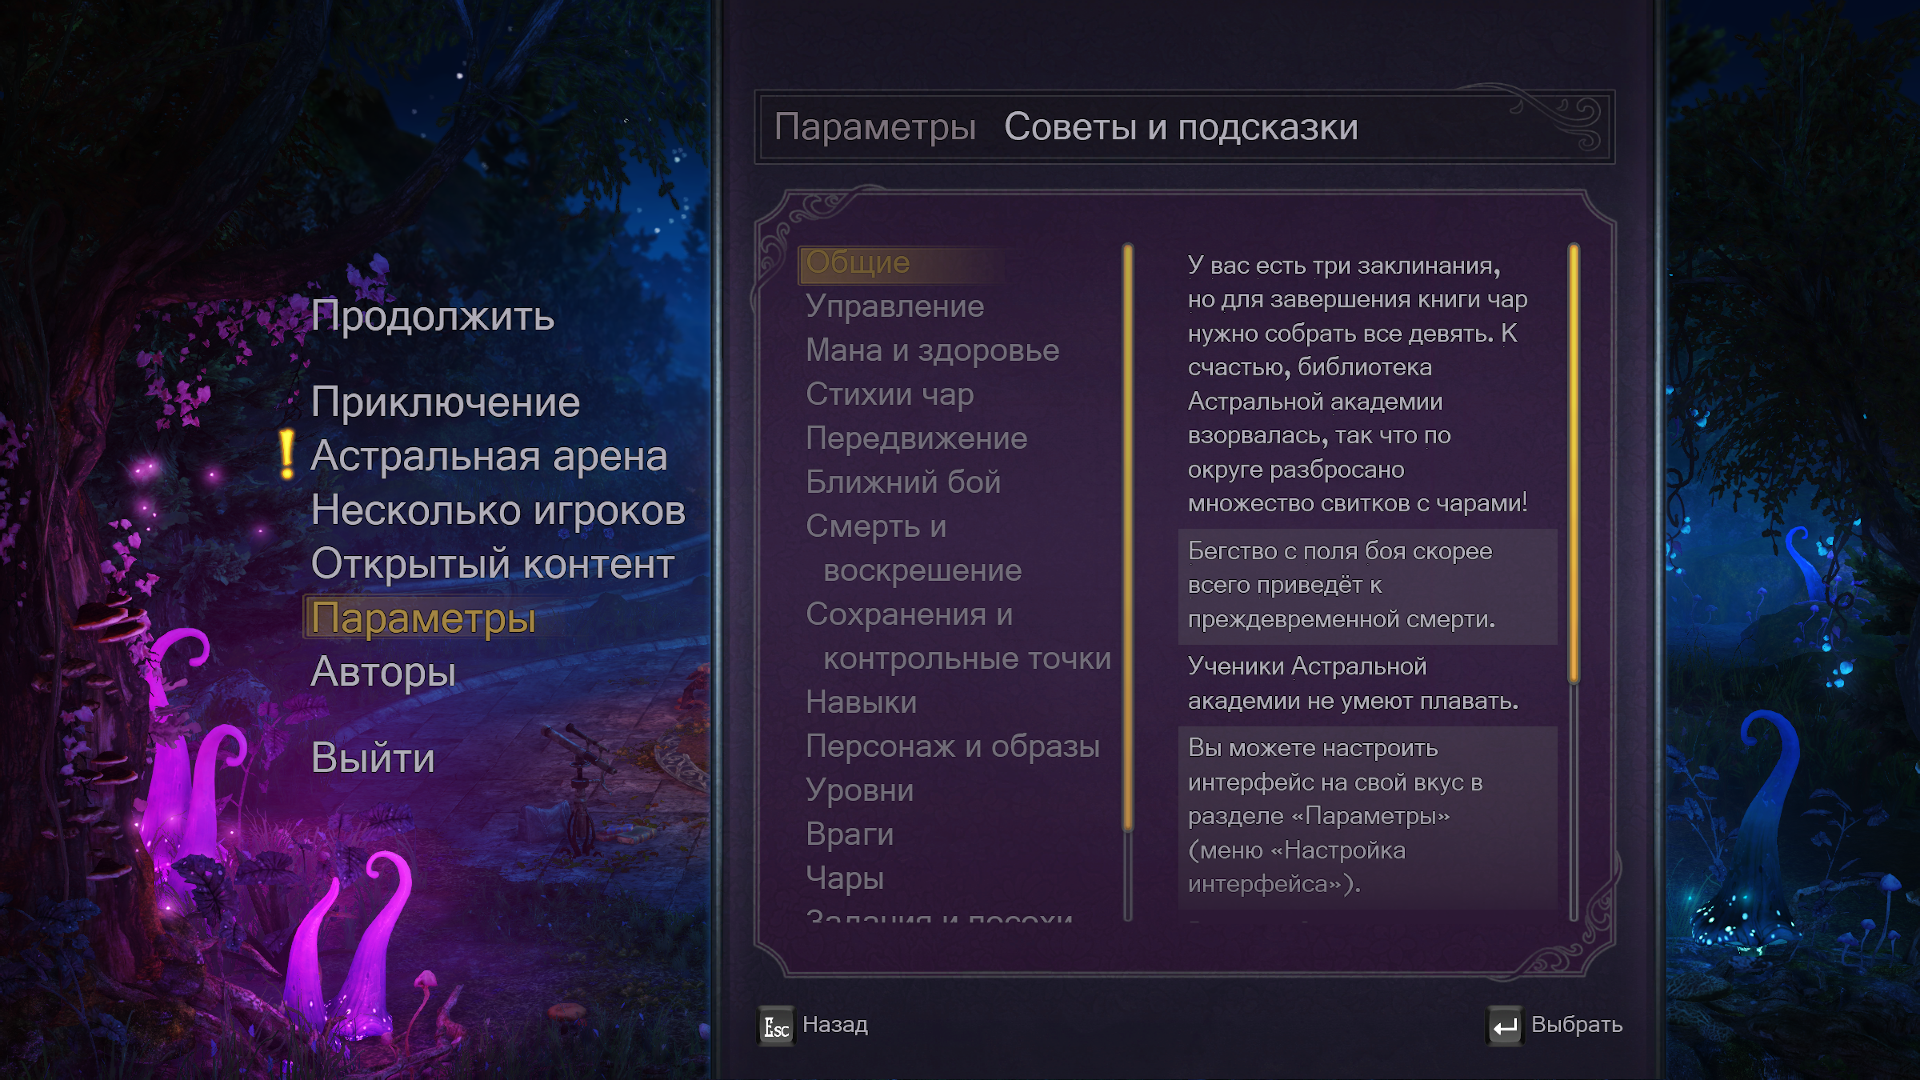 Продолжить
Приключение
! Астральная арена
Несколько игроков
Открытый контент
Параметры
Авторы
Выйти
Параметры Советы и подсказки
Общие
Управление
Мана и здоровье
Стихии чар
Передвижение
Ближний бой
Смерть и
воскрешение
Сохранения и
контрольные точки
Навыки
Персонаж и образы
Уровни
Враги
Чары
Задания и посохи
У вас есть три заклинания,
но для завершения книги чар
нужно собрать все девять. К
счастью, библиотека
Астральной академии
взорвалась, так что по
округе разбросано
множество свитков с чарами!
Бегство с поля боя скорее
всего приведёт к
преждевременной смерти.
Ученики Астральной
академии не умеют плавать.
Вы можете настроить
интерфейс на свой вкус в
разделе «Параметры»
(меню «Настройка
интерфейса»).
Esc Назад
Выбрать